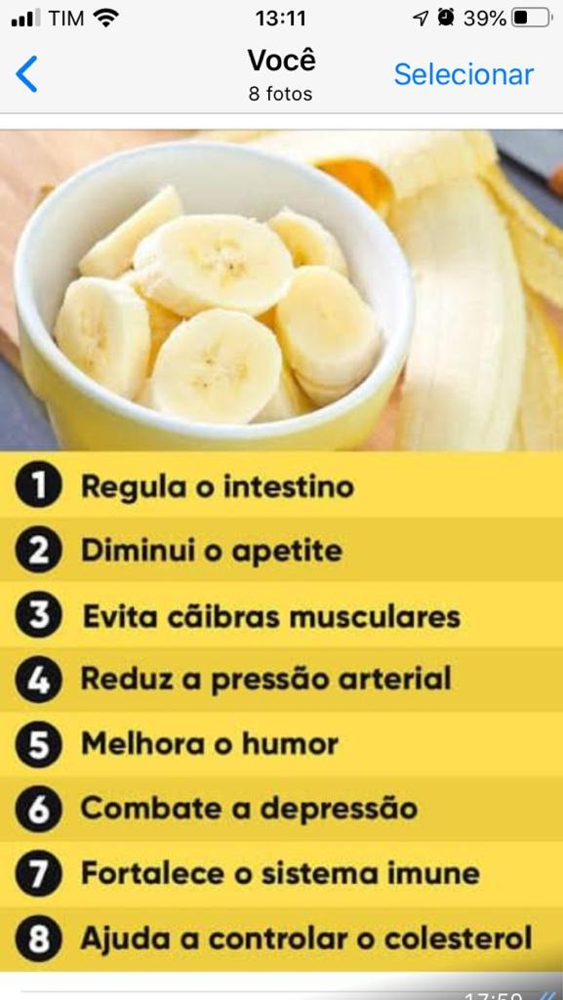 TIM 13:11 39%
Você
8 fotos
Selecionar
1 Regula o intestino
2 Diminui o apetite
3 Evita cãibras musculares
4 Reduz a pressão arterial
5 Melhora o humor
6 Combate a depressão
7 Fortalece o sistema imune
8 Ajuda a controlar o colesterol